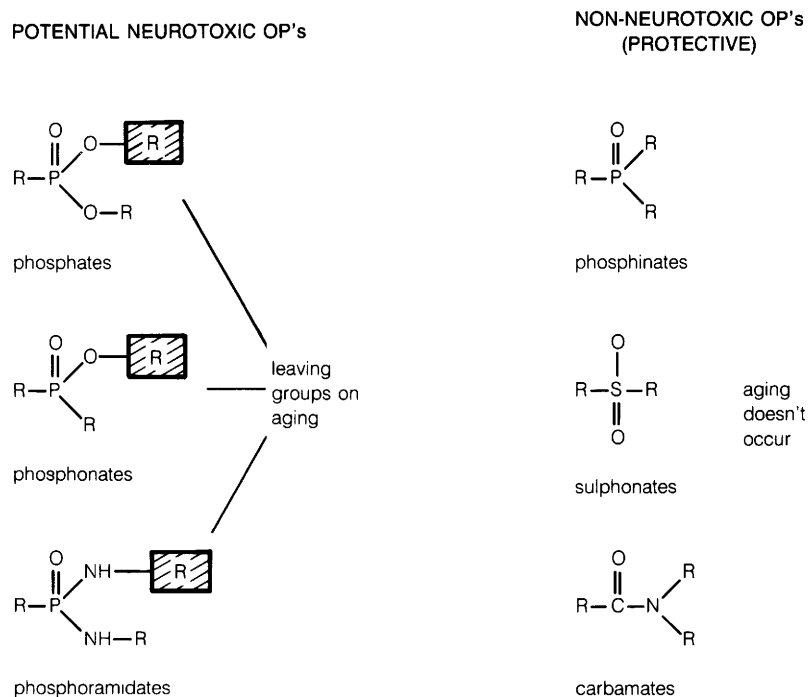 POTENTIAL NEUROTOXIC OP's
O
O R
R P
O R
phosphates
O
O R
R P
R
phosphonates
O
NH R
R P
NH R
phosphoramidates
leaving
groups on
aging
NON-NEUROTOXIC OP's
(PROTECTIVE)
O
R
R P
R
phosphinates
O
R S R
O
sulphonates
O
R
R C N
R
carbamates
aging
doesn't
occur